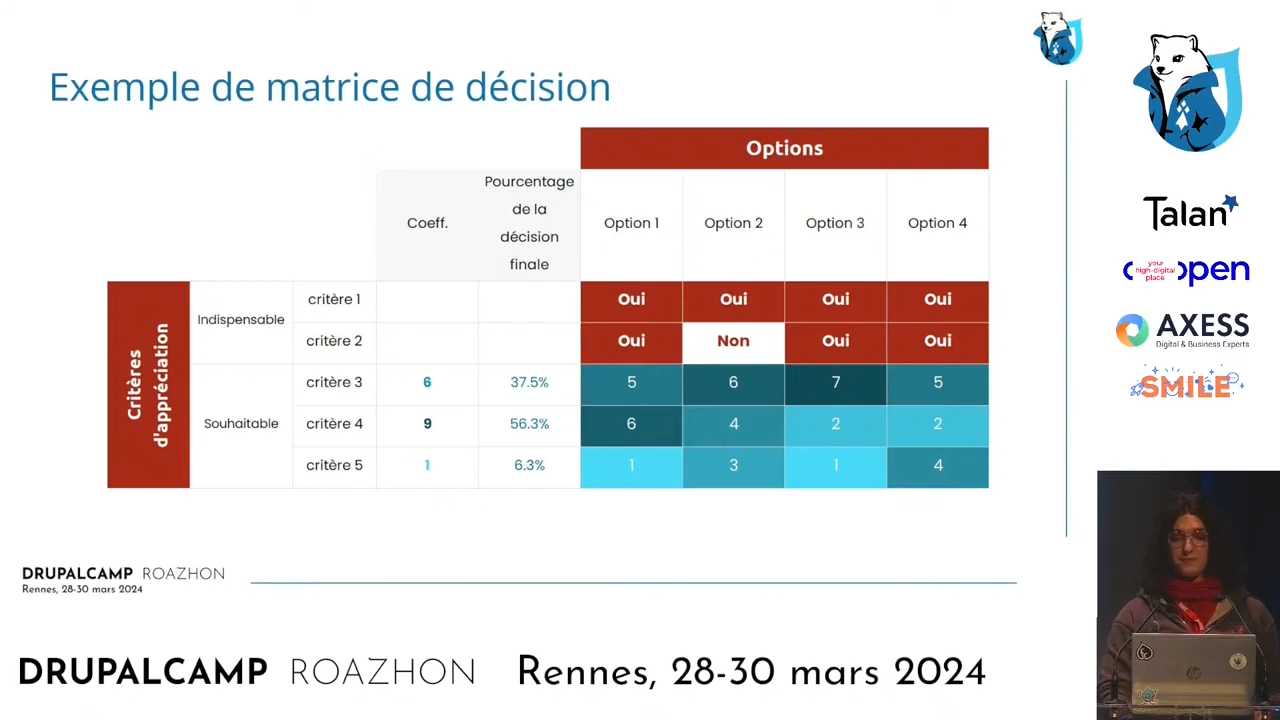 Exemple de matrice de décision
Options
Coeff.
Pourcentage
de la
décision
finale
Option 1
Option 2
Option 3
Option 4
Critères
d'appréciation
Indispensable
critère 1
Oui
Oui
Oui
Oui
critère 2
Oui
Non
Oui
Oui
Souhaitable
critère 3
6
37.5%
5
6
7
5
critère 4
9
56.3%
6
4
2
2
critère 5
1
6.3%
1
3
1
4
DRUPALCAMP ROAZHON
Rennes, 28-30 mars 2024
DRUPALCAMP ROAZHON Rennes, 28-30 mars 2024
Talan
your
high-digital
place
open
AXESS
Digital & Business Experts
SMILE
hp